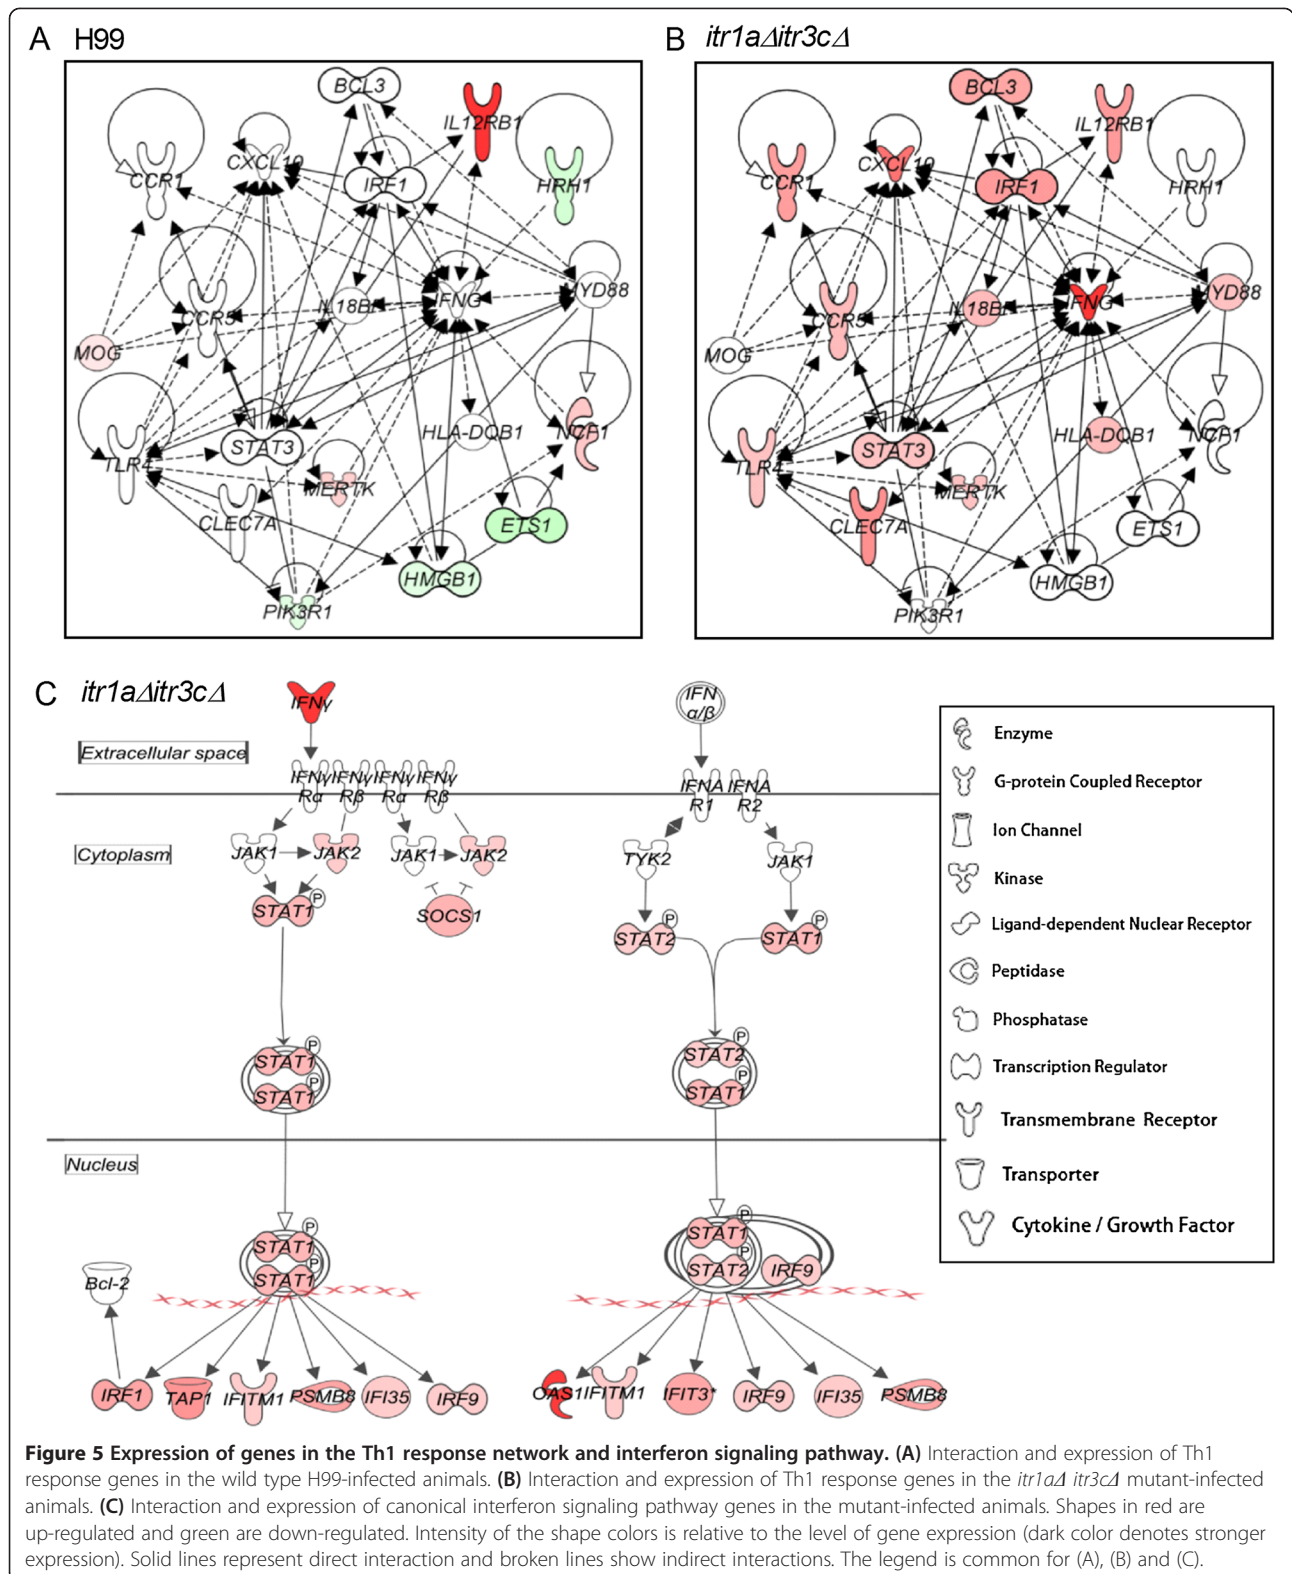 A H99
BCL3
IL12RB1
CXCL10
CCR1
IRF1
HRH1
CCR5
IL18B
IFNG
MYD88
MOG
TLR4
STAT3
HLA-DQB1
NCF1
MERTK
CLEC7A
ETS1
HMGB1
PIK3R1
B itr1aΔitr3cΔ
BCL3
IL12RB1
CXCL10
CCR1
IRF1
HRH1
CCR5
IL18B
IFNG
MYD88
MOG
TLR4
STAT3
HLA-DQB1
NCF1
MERTK
CLEC7A
ETS1
HMGB1
PIK3R1
C itr1aΔitr3cΔ
IFNγ
IFN
α/β
Extracellular space
IFNγ IFNγ IFNγ IFNγ
Rα Rβ Rα Rβ
IFNA IFNA
R1 R2
Cytoplasm
JAK1 JAK2 JAK1 JAK2
TYK2 JAK1
STAT1 P
SOCS1
STAT2 P
STAT1 P
STAT1 P
STAT1 P
STAT2 P
STAT1 P
Nucleus
STAT1 P
STAT1 P
STAT1 P
STAT2 P
IRF9
Bcl-2
IRF1 TAP1 IFITM1 PSMB8 IFI35 IRF9
OAS1 IFITM1 IFIT3* IRF9 IFI35 PSMB8
Enzyme
G-protein Coupled Receptor
Ion Channel
Kinase
Ligand-dependent Nuclear Receptor
Peptidase
Phosphatase
Transcription Regulator
Transmembrane Receptor
Transporter
Cytokine / Growth Factor
Figure 5 Expression of genes in the Th1 response network and interferon signaling pathway. (A) Interaction and expression of Th1
response genes in the wild type H99-infected animals. (B) Interaction and expression of Th1 response genes in the itr1aΔ itr3cΔ mutant-infected
animals. (C) Interaction and expression of canonical interferon signaling pathway genes in the mutant-infected animals. Shapes in red are
up-regulated and green are down-regulated. Intensity of the shape colors is relative to the level of gene expression (dark color denotes stronger
expression). Solid lines represent direct interaction and broken lines show indirect interactions. The legend is common for (A), (B) and (C).